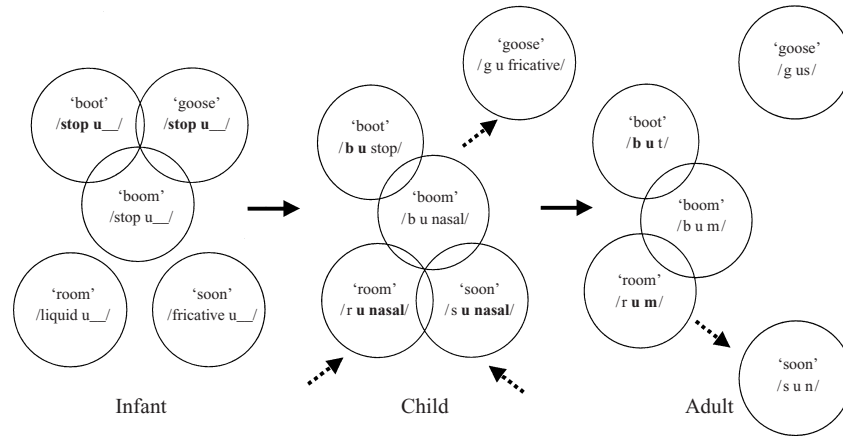 ‘boot’
/stop u__/
‘goose’
/stop u__/
‘boom’
/stop u__/
‘room’
/liquid u__/
‘soon’
/fricative u__/
Infant
‘goose’
/g u fricative/
‘boot’
/b u stop/
‘boom’
/b u nasal/
‘room’
/r u nasal/
‘soon’
/s u nasal/
Child
‘goose’
/g us/
‘boot’
/b u t/
‘boom’
/b u m/
‘room’
/r u m/
‘soon’
/s u n/
Adult